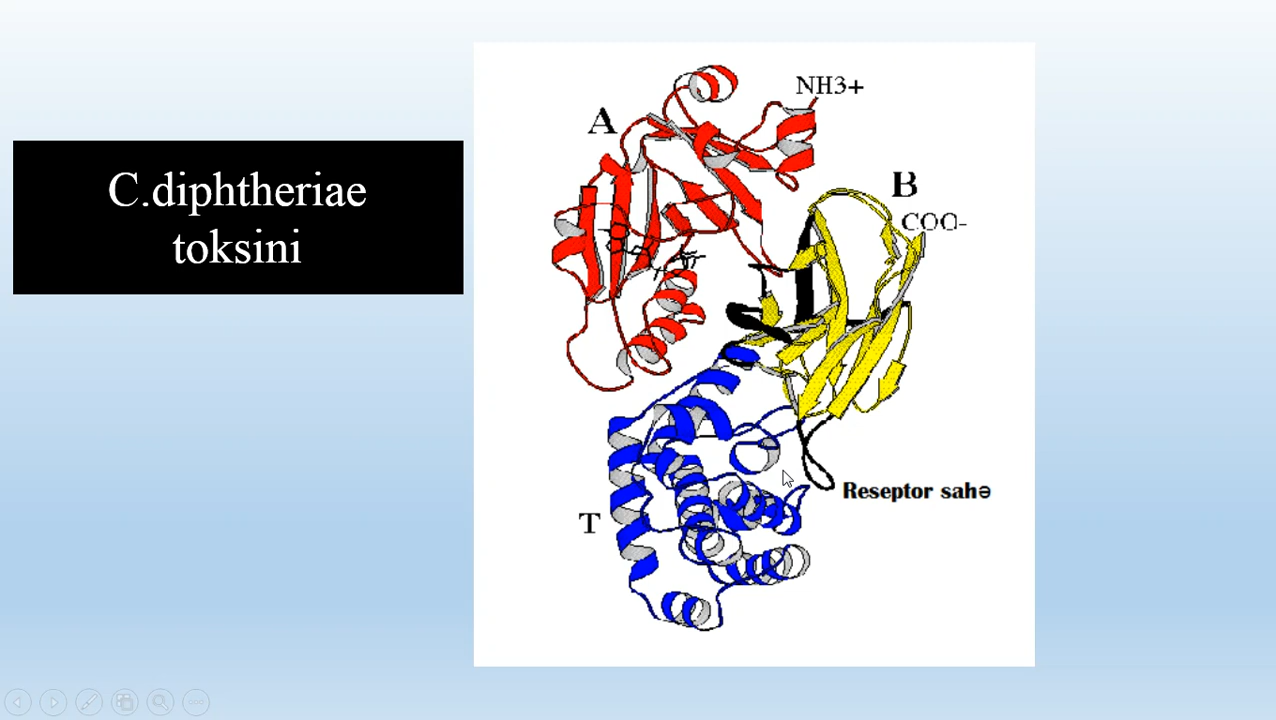 C.diphtheriae
toksini
NH3+
A
B
COO-
Reseptor sahə
T